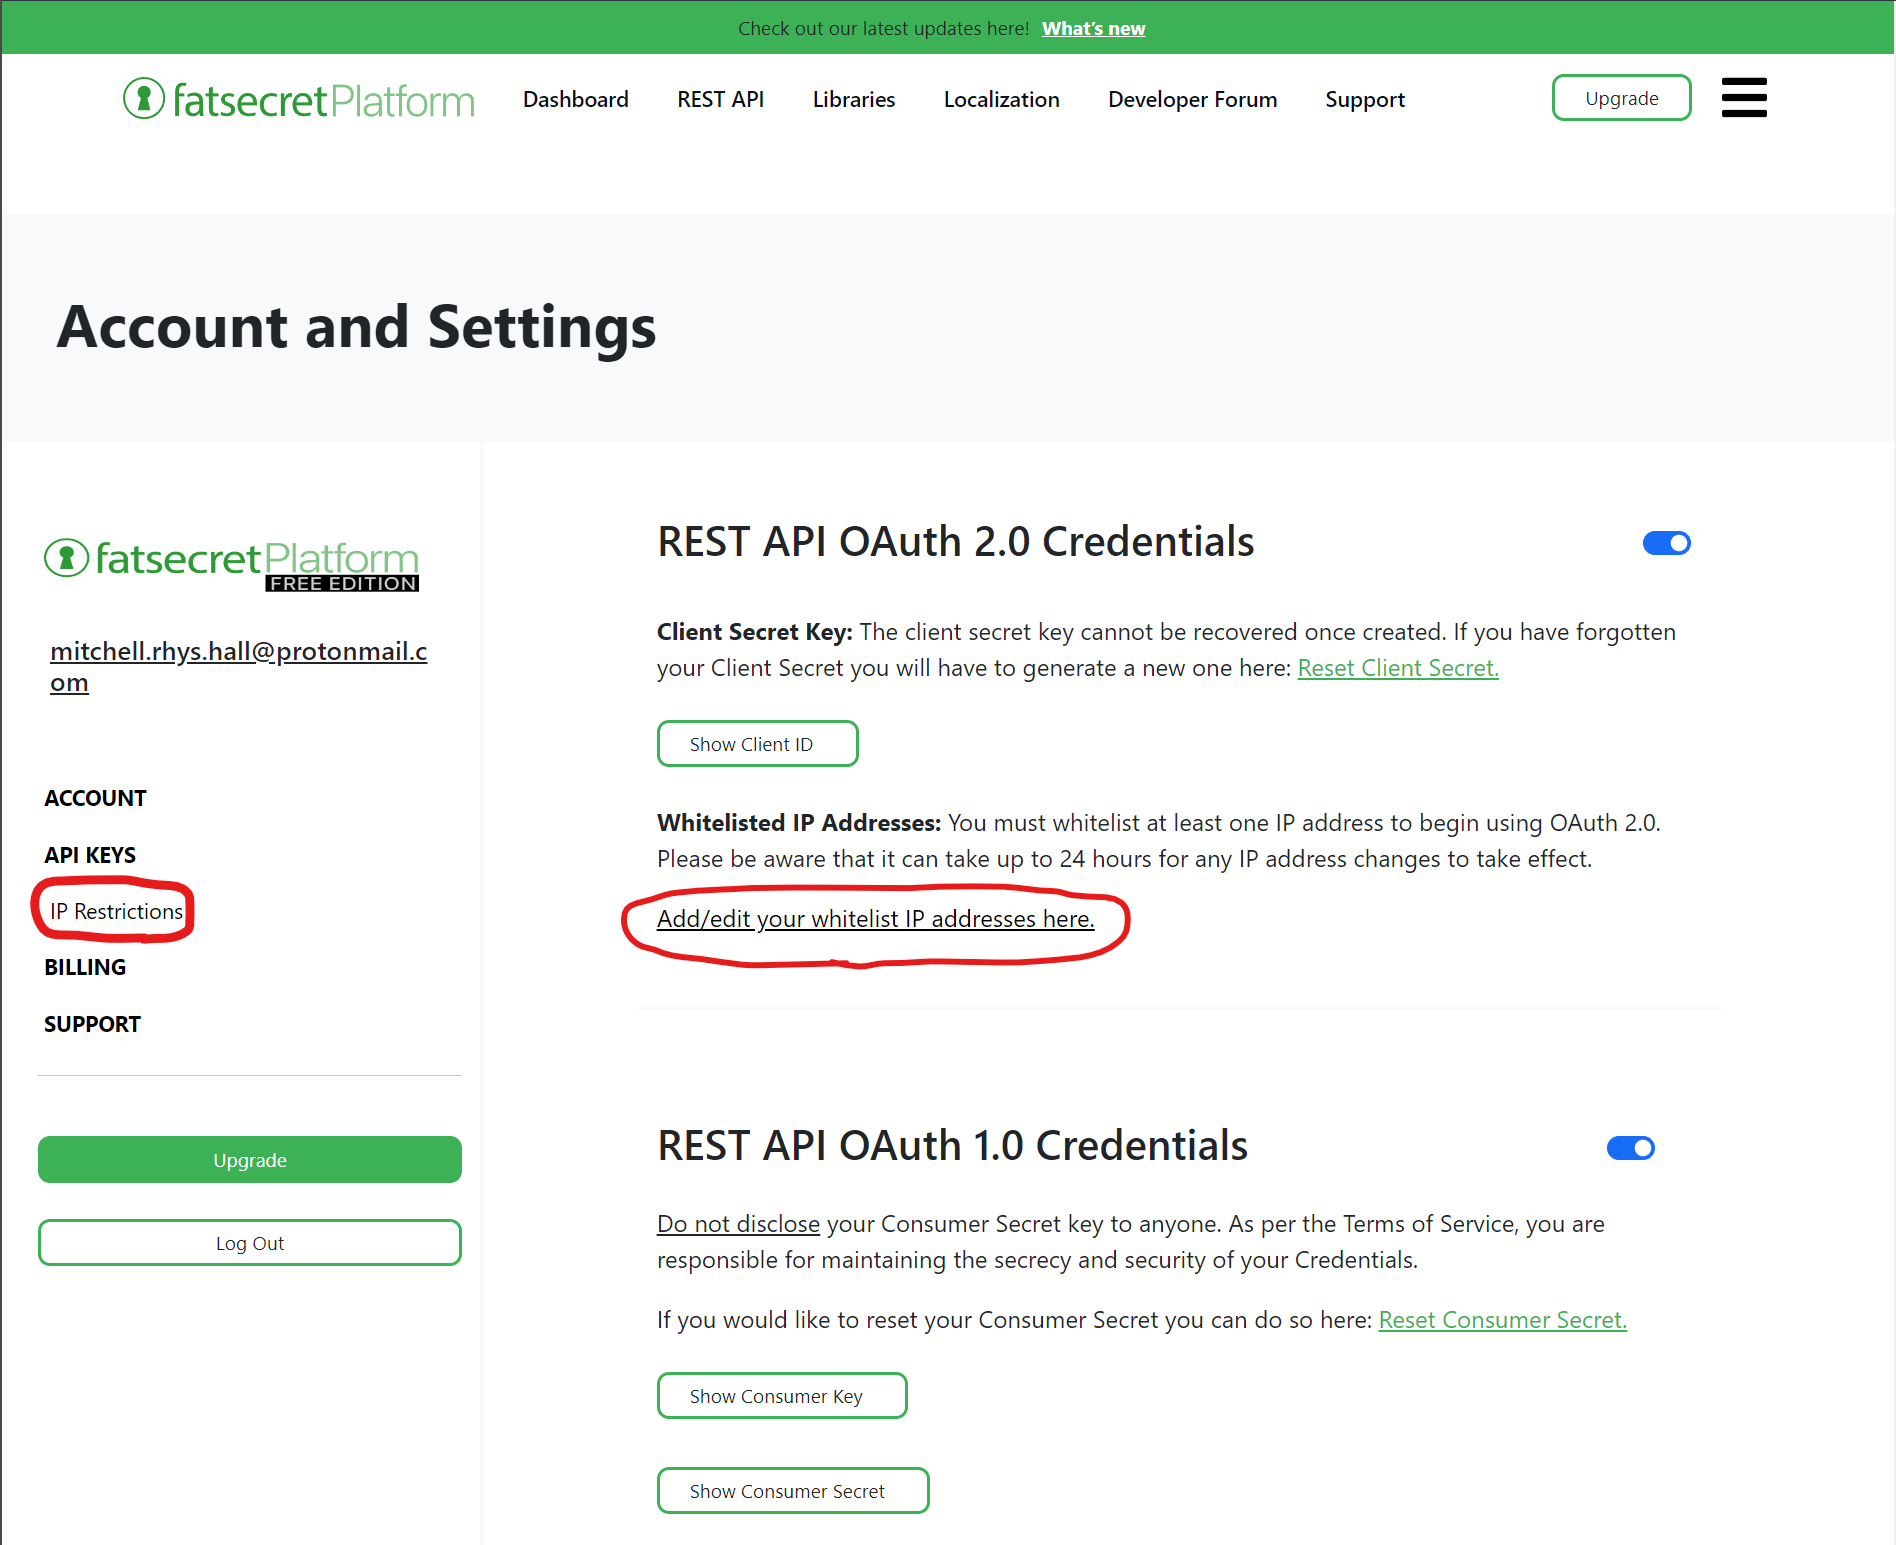 Check out our latest updates here! What's new
fatsecret Platform
Dashboard
REST API
Libraries
Localization
Developer Forum
Support
Upgrade
Account and Settings
fatsecret Platform
FREE EDITION
mitchell.rhys.hall@protonmail.c
om
ACCOUNT
API KEYS
IP Restrictions
BILLING
SUPPORT
Upgrade
Log Out
REST API OAuth 2.0 Credentials
Client Secret Key: The client secret key cannot be recovered once created. If you have forgotten
your Client Secret you will have to generate a new one here: Reset Client Secret.
Show Client ID
Whitelisted IP Addresses: You must whitelist at least one IP address to begin using OAuth 2.0.
Please be aware that it can take up to 24 hours for any IP address changes to take effect.
Add/edit your whitelist IP addresses here.
REST API OAuth 1.0 Credentials
Do not disclose your Consumer Secret key to anyone. As per the Terms of Service, you are
responsible for maintaining the secrecy and security of your Credentials.
If you would like to reset your Consumer Secret you can do so here: Reset Consumer Secret.
Show Consumer Key
Show Consumer Secret